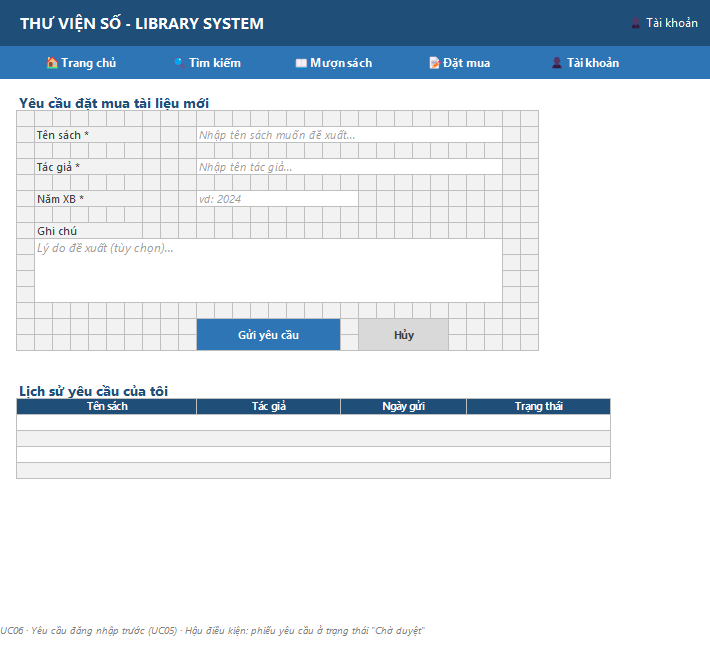 THƯ VIỆN SỐ - LIBRARY SYSTEM
Tài khoản
Trang chủ
Tìm kiếm
Mượn sách
Đặt mua
Tài khoản
Yêu cầu đặt mua tài liệu mới
Tên sách *
Nhập tên sách muốn đề xuất...
Tác giả *
Nhập tên tác giả...
Năm XB *
vd: 2024
Ghi chú
Lý do đề xuất (tùy chọn)...
Gửi yêu cầu
Hủy
Lịch sử yêu cầu của tôi
Tên sách
Tác giả
Ngày gửi
Trạng thái
UC06 · Yêu cầu đăng nhập trước (UC05) · Hậu điều kiện: phiếu yêu cầu ở trạng thái "Chờ duyệt"